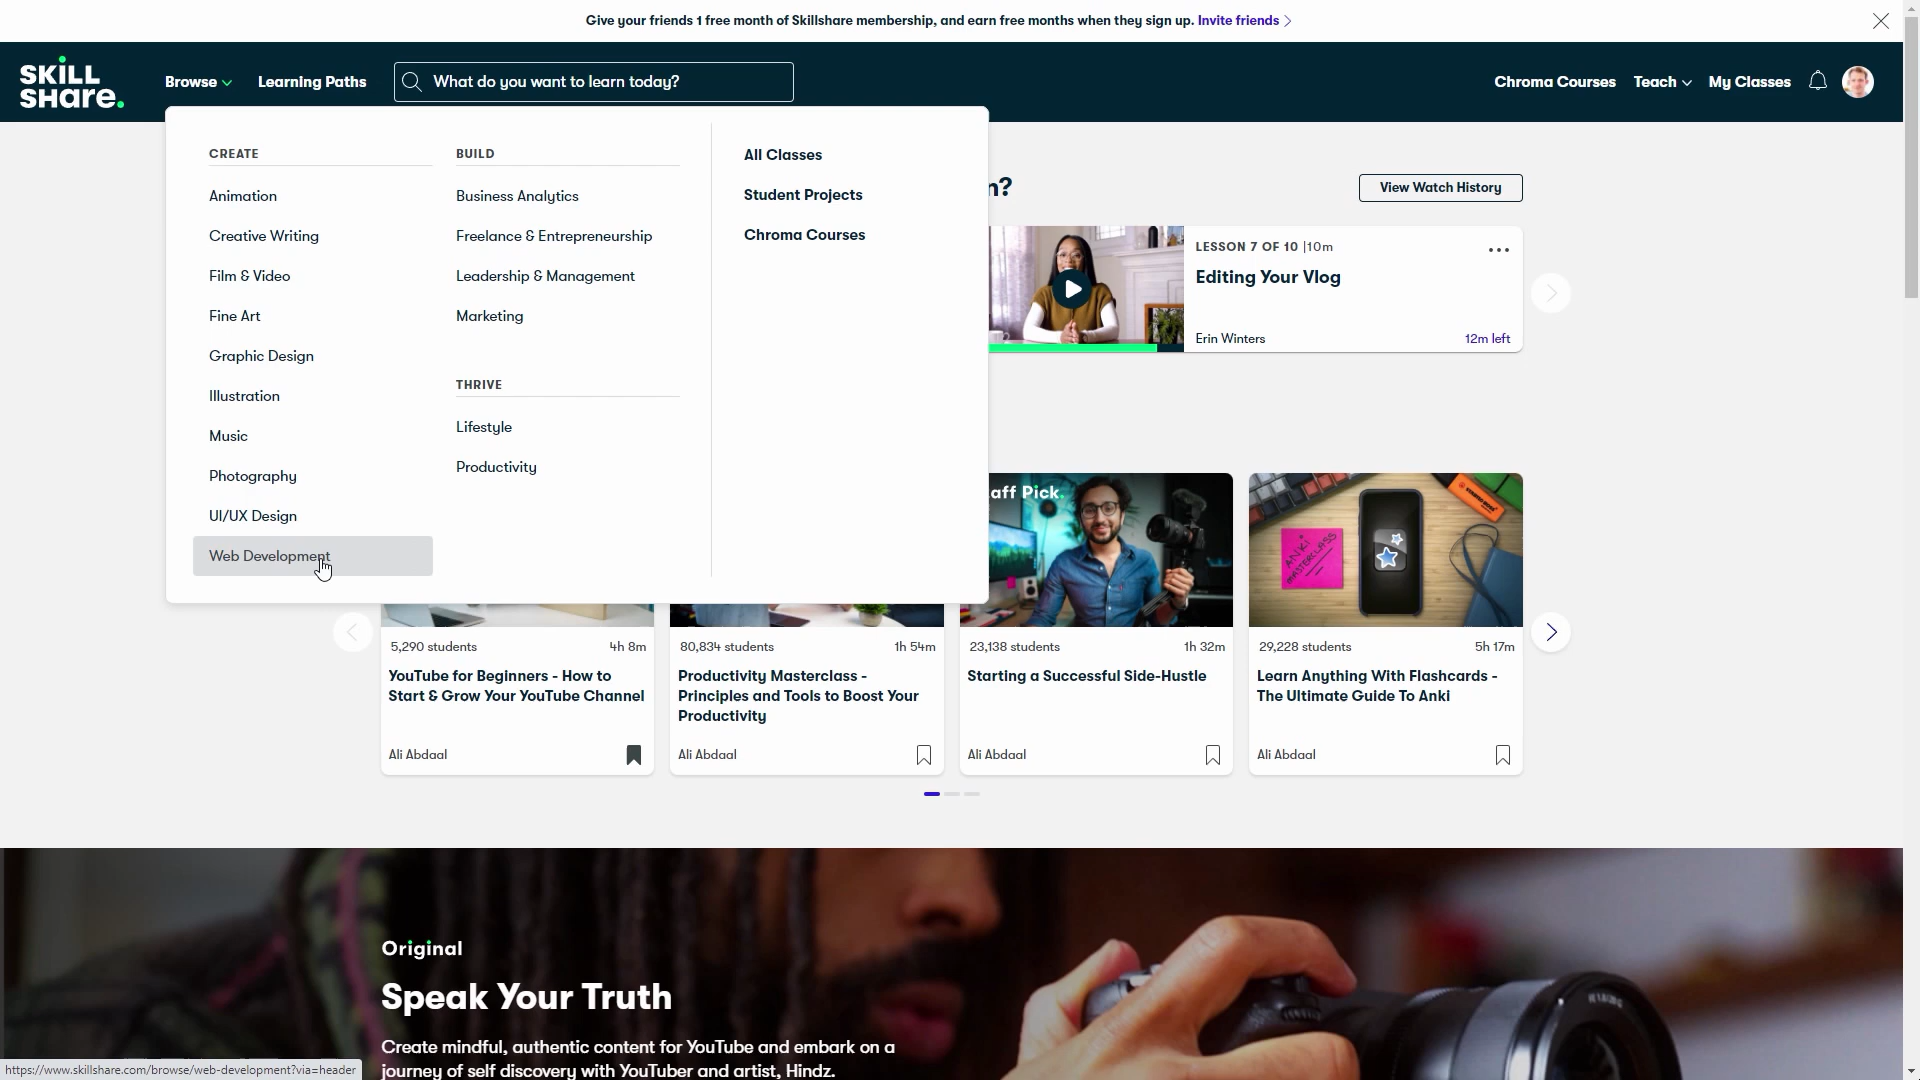 Give your friends 1 free month of Skillshare membership, and earn free months when they sign up. Invite friends
SKILL
SHARE.
Browse
Learning Paths
What do you want to learn today?
Chroma Courses
Teach
My Classes
CREATE
Animation
Creative Writing
Film & Video
Fine Art
Graphic Design
Illustration
Music
Photography
UI/UX Design
Web Development
BUILD
Business Analytics
Freelance & Entrepreneurship
Leadership & Management
Marketing
THRIVE
Lifestyle
Productivity
All Classes
Student Projects
Chroma Courses
n?
View Watch History
LESSON 7 OF 10 |10m
Editing Your Vlog
Erin Winters
12m left
aff Pick.
ANKi
MASTERCLASS
5,290 students
4h 8m
YouTube for Beginners - How to
Start & Grow Your YouTube Channel
Ali Abdaal
80,834 students
1h 54m
Productivity Masterclass -
Principles and Tools to Boost Your
Productivity
Ali Abdaal
23,138 students
1h 32m
Starting a Successful Side-Hustle
Ali Abdaal
29,228 students
5h 17m
Learn Anything With Flashcards -
The Ultimate Guide To Anki
Ali Abdaal
Original
Speak Your Truth
Create mindful, authentic content for YouTube and embark on a
journey of self discovery with YouTuber and artist, Hindz.
https://www.skillshare.com/browse/web-development?via=header